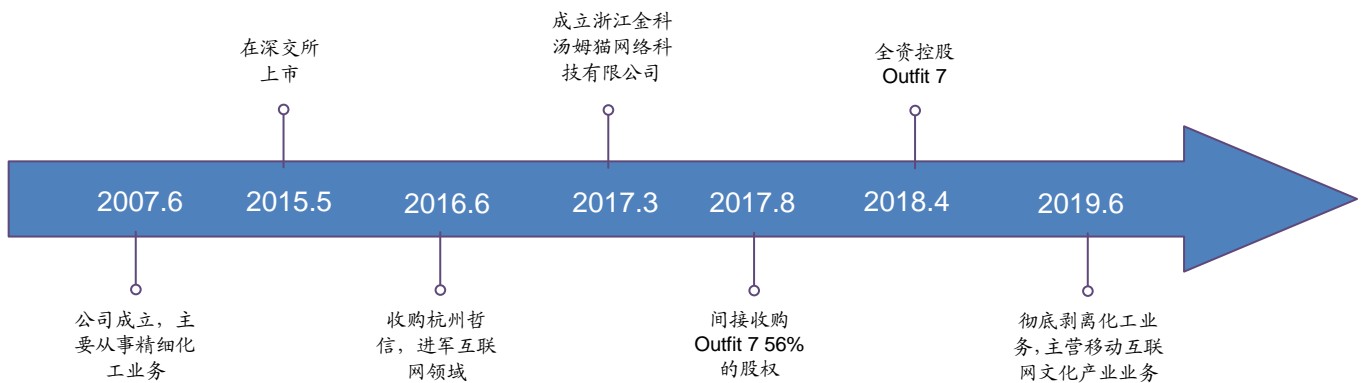 在深交所
上市
成立浙江金科
汤姆猫网络科
技有限公司
全资控股
Outfit 7
2007.6
2015.5
2016.6
2017.3
2017.8
2018.4
2019.6
公司成立，主
要从事精细化
工业务
收购杭州哲
信，进军互联
网领域
间接收购
Outfit 7 56%
的股权
彻底剥离化工业
务，主营移动互联
网文化产业业务